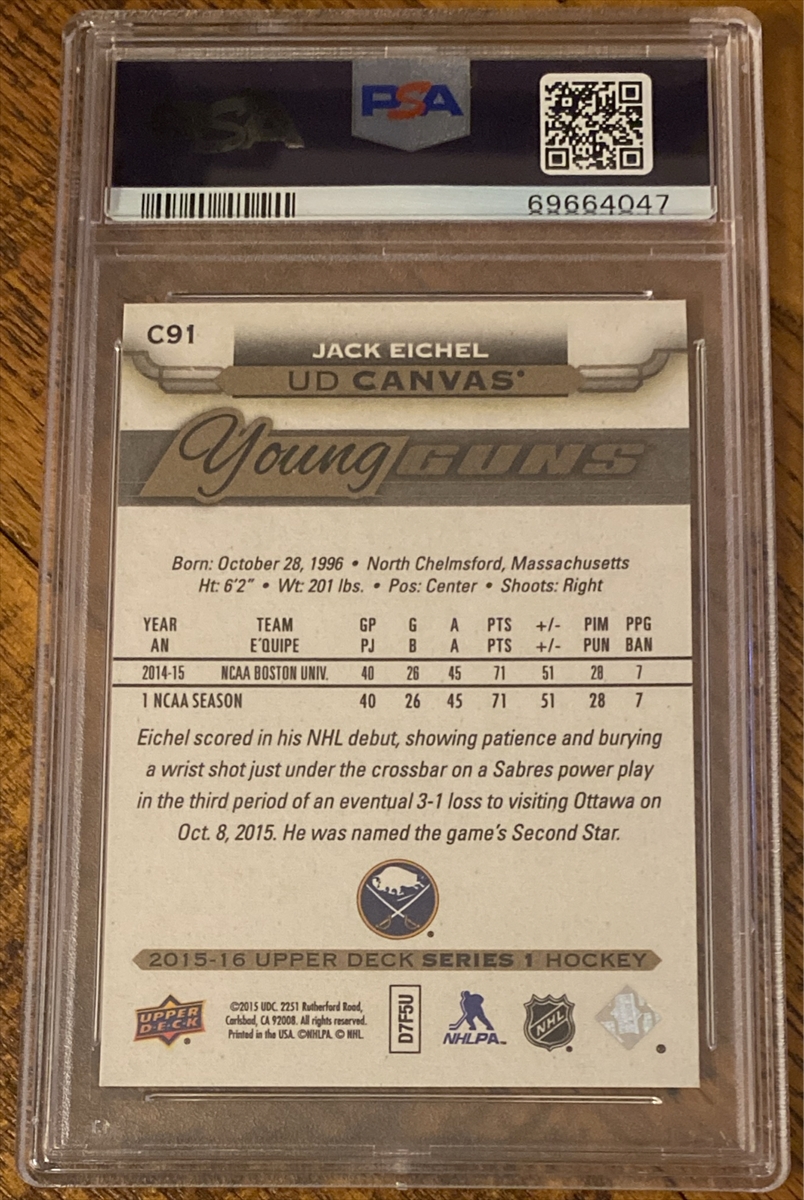 PSA
PSA
69664047
C91
JACK EICHEL
UD CANVAS
Young GUNS
Born: October 28, 1996 • North Chelmsford, Massachusetts
Ht: 6'2" • Wt: 201 lbs. • Pos: Center • Shoots: Right
YEAR TEAM GP G A PTS +/- PIM PPG
AN E'QUIPE PJ B A PTS +/- PUN BAN
2014-15 NCAA BOSTON UNIV. 40 26 45 71 51 28 7
1 NCAA SEASON 40 26 45 71 51 28 7
Eichel scored in his NHL debut, showing patience and burying
a wrist shot just under the crossbar on a Sabres power play
in the third period of an eventual 3-1 loss to visiting Ottawa on
Oct. 8, 2015. He was named the game's Second Star.
2015-16 UPPER DECK SERIES 1 HOCKEY
UPPER
D•E•C•K
©2015 UDC. 2251 Rutherford Road,
Carlsbad, CA 92008. All rights reserved.
Printed in the USA. ©NHLPA. © NHL.
D7F5U
NHLPA™
NHL
®